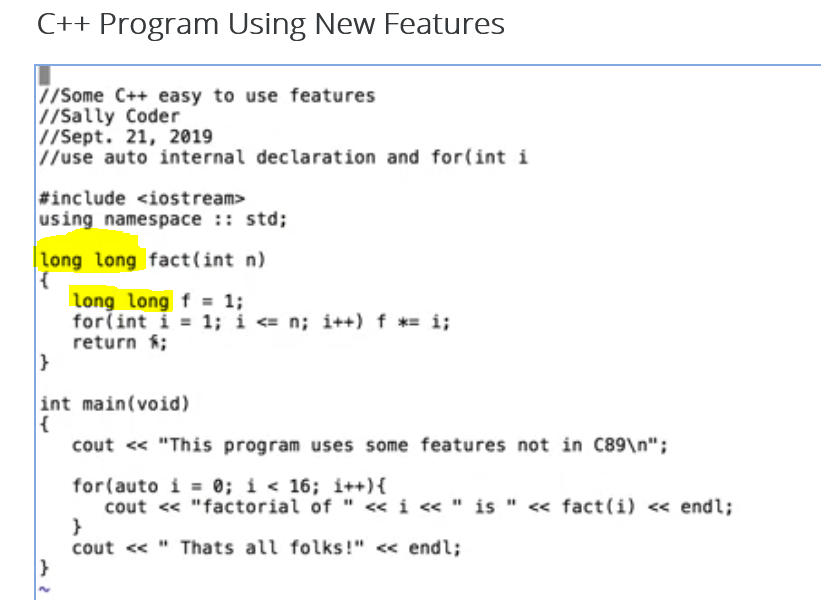 C++ Program Using New Features
//Some C++ easy to use features
//Sally Coder
//Sept. 21, 2019
//use auto internal declaration and for(int i
#include <iostream>
using namespace :: std;
long long fact(int n)
{
long long f = 1;
for(int i = 1; i <= n; i++) f *= i;
return f;
}
int main(void)
{
cout << "This program uses some features not in C89\n";
for(auto i = 0; i < 16; i++){
cout << "factorial of " << i << " is " << fact(i) << endl;
}
cout << " Thats all folks!" << endl;
}
~